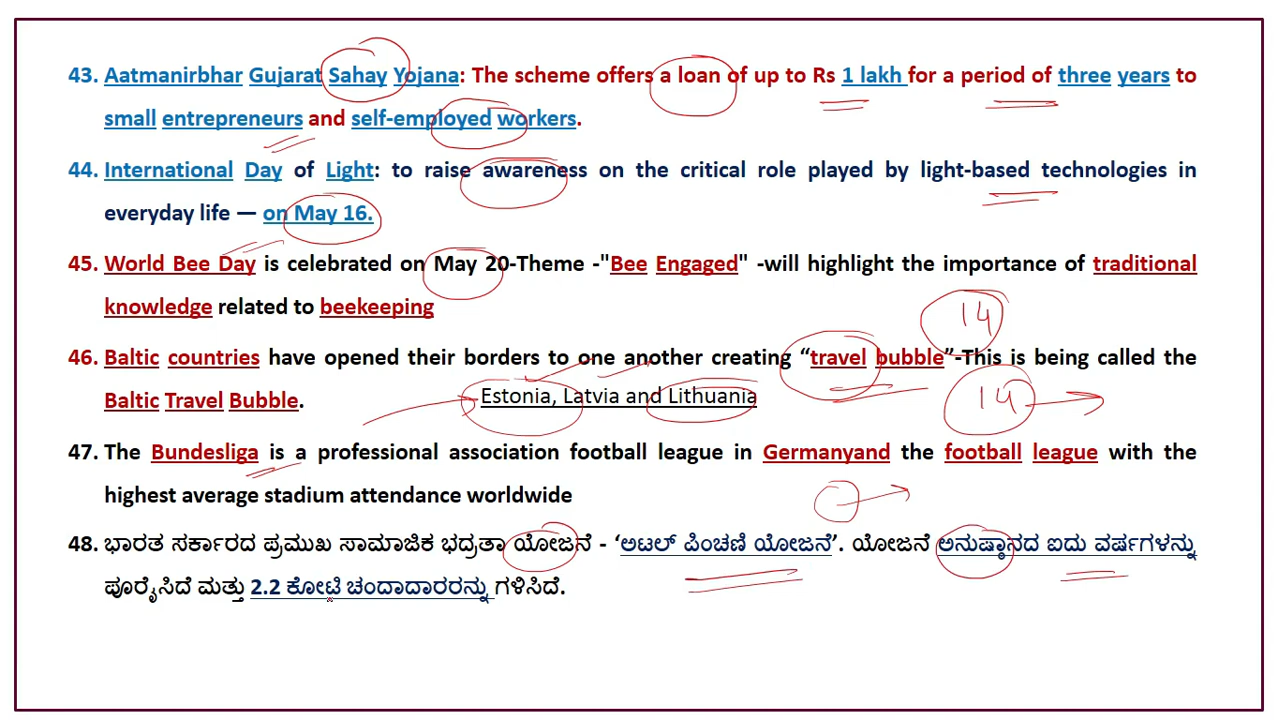 43. Aatmanirbhar Gujarat Sahay Yojana: The scheme offers a loan of up to Rs 1 lakh for a period of three years to
small entrepreneurs and self-employed workers.
44. International Day of Light: to raise awareness on the critical role played by light-based technologies in
everyday life — on May 16.
45. World Bee Day is celebrated on May 20-Theme -"Bee Engaged" -will highlight the importance of traditional
knowledge related to beekeeping
14
46. Baltic countries have opened their borders to one another creating “travel bubble”-This is being called the
Baltic Travel Bubble. Estonia, Latvia and Lithuania 14
47. The Bundesliga is a professional association football league in Germanyand the football league with the
highest average stadium attendance worldwide
48. ಭಾರತ ಸರ್ಕಾರದ ಪ್ರಮುಖ ಸಾಮಾಜಿಕ ಭದ್ರತಾ ಯೋಜನೆ - ‘ಅಟಲ್ ಪಿಂಚಣಿ ಯೋಜನೆ’. ಯೋಜನೆ ಅನುಷ್ಠಾನದ ಐದು ವರ್ಷಗಳನ್ನು
ಪೂರೈಸಿದೆ ಮತ್ತು 2.2 ಕೋಟಿ ಚಂದಾದಾರರನ್ನು ಗಳಿಸಿದೆ.